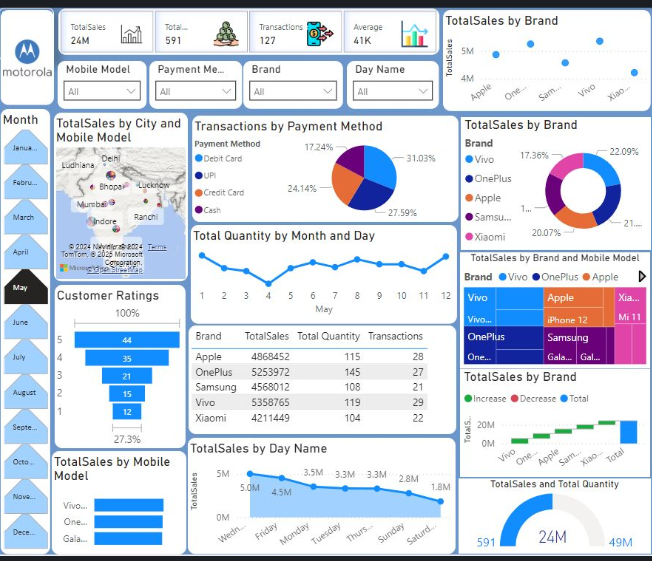 motorola
TotalSales
24M
Total...
591
Transactions
127
Average
41K
Mobile Model
All
Payment Me...
All
Brand
All
Day Name
All
TotalSales by Brand
TotalSales
5M
4M
Apple
One...
Sam...
Vivo
Xiao...
Month
Janua...
Febru...
March
April
May
June
July
August
Septe...
Octo...
Nove...
Dece...
TotalSales by City and
Mobile Model
Delhi
Ludhiana
Lucknow
Bhopal
Mumbai
Ranchi
Indore
Terms
Corporation,
© OpenStreetMap
Transactions by Payment Method
Payment Method
Debit Card
UPI
Credit Card
Cash
17.24%
31.03%
24.14%
27.59%
TotalSales by Brand
Brand
Vivo
OnePlus
Apple
Samsu...
Xiaomi
17.36%
22.09%
1...
21...
20.07%
Total Quantity by Month and Day
1 2 3 4 5 6 7 8 9 10 11 12
May
Customer Ratings
100%
5 44
4 35
3 21
2 15
1 12
27.3%
Brand TotalSales Total Quantity Transactions
Apple 4868452 115 28
OnePlus 5253972 145 27
Samsung 4568012 108 21
Vivo 5358765 119 29
Xiaomi 4211449 104 22
TotalSales by Brand and Mobile Model
Brand Vivo OnePlus Apple
Vivo
Vivo...
Apple
iPhone 12
Xia...
Mi 11
OnePlus
One...
Samsung
Gala...
Gal...
TotalSales by Brand
Increase Decrease Total
TotalS...
20M
0M
Vivo
One...
Apple
Sam...
Xiao...
Total
TotalSales by Mobile
Model
Vivo...
One...
Gala...
TotalSales by Day Name
TotalSales
5M
0M
5.0M
4.5M
3.5M
3.3M
3.3M
2.8M
1.8M
Wedn...
Friday
Monday
Tuesday
Thurs...
Sunday
Saturd...
TotalSales and Total Quantity
591
24M
49M